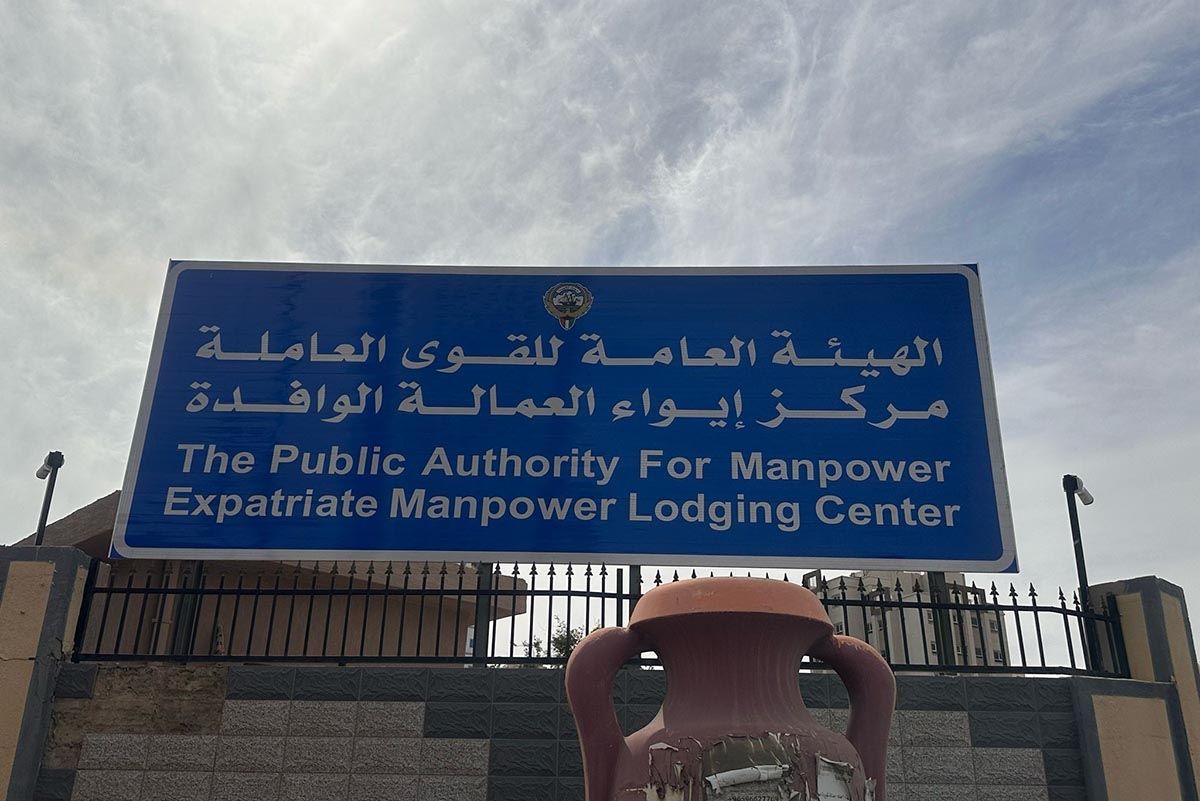 الهيئة العامة للقوى العاملة
مركز إيواء العمالة الوافدة
The Public Authority For Manpower
Expatriate Manpower Lodging Center